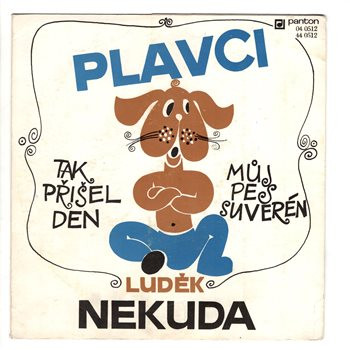 panton
04 0512
44 0512
PLAVCI
TAK
PŘIŠEL
DEN
MŮJ
PES
SUVERÉN
LUDĚK
NEKUDA